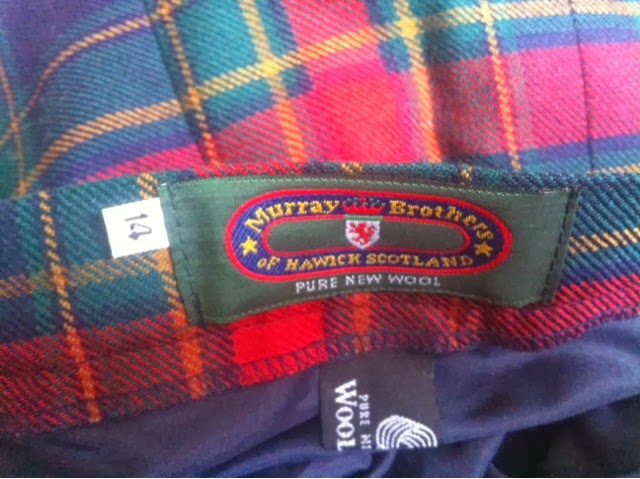 Murray Brothers
OF HAWICK SCOTLAND
PURE NEW WOOL
14
WOOL